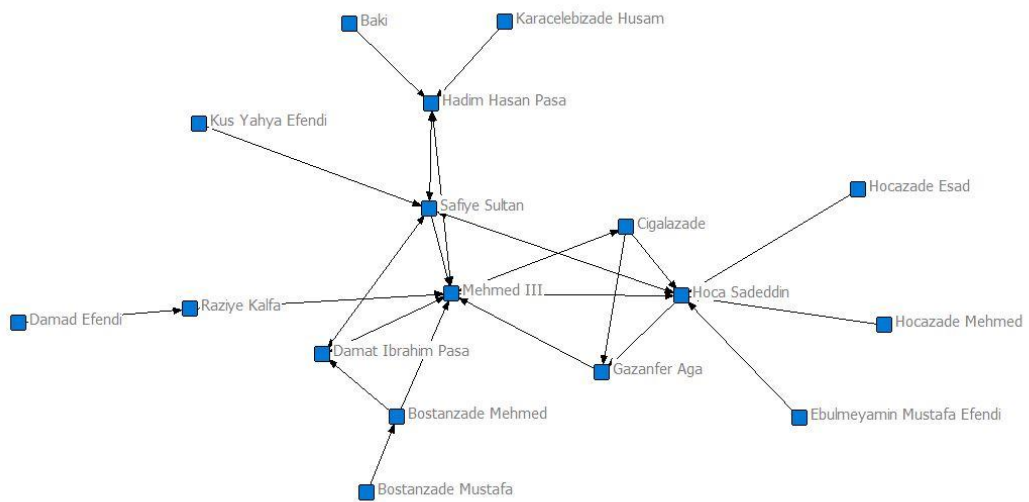 Baki
Karacelebizade Husam
Hadim Hasan Pasa
Kus Yahya Efendi
Hocazade Esad
Safiye Sultan
Cigalazade
Mehmed III
Hoca Sadeddin
Raziye Kalfa
Damad Efendi
Hocazade Mehmed
Damat Ibrahim Pasa
Gazanfer Aga
Bostanzade Mehmed
Ebulmeyamin Mustafa Efendi
Bostanzade Mustafa